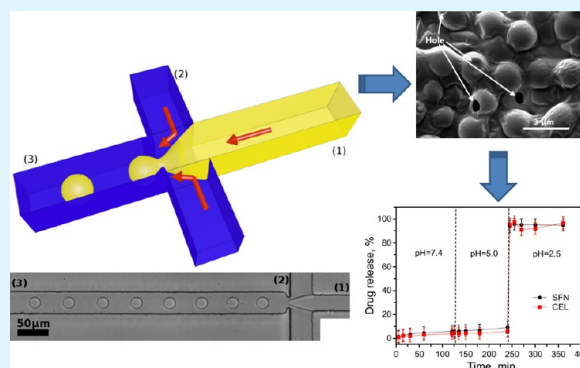 (2)
(3)
(1)
Hole
3 µm
(3)
(2)
(1)
50µm
Drug release, %
100
80
60
40
20
0
pH=7.4
pH=5.0
pH=2.5
SFN
CEL
0 50 100 150 200 250 300 350 400
Time, min